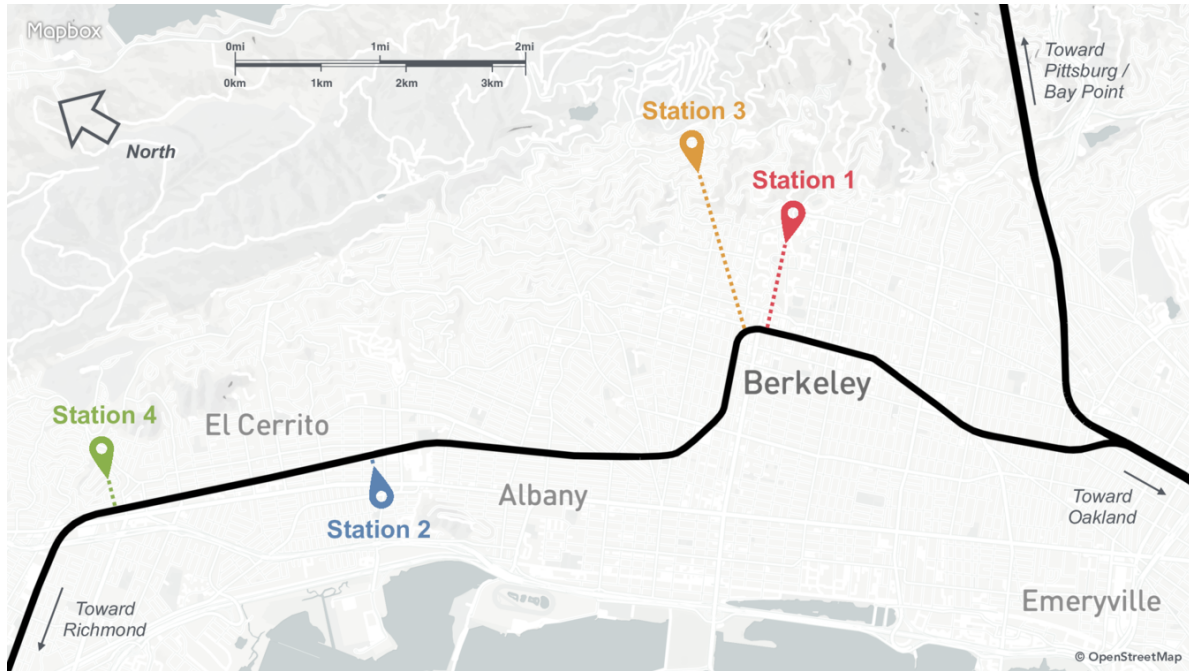 Mapbox
0mi 1mi 2mi
0km 1km 2km 3km
North
Toward
Pittsburg /
Bay Point
Station 3
Station 1
Berkeley
Station 4
El Cerrito
Station 2
Albany
Toward
Oakland
Toward
Richmond
Emeryville
© OpenStreetMap